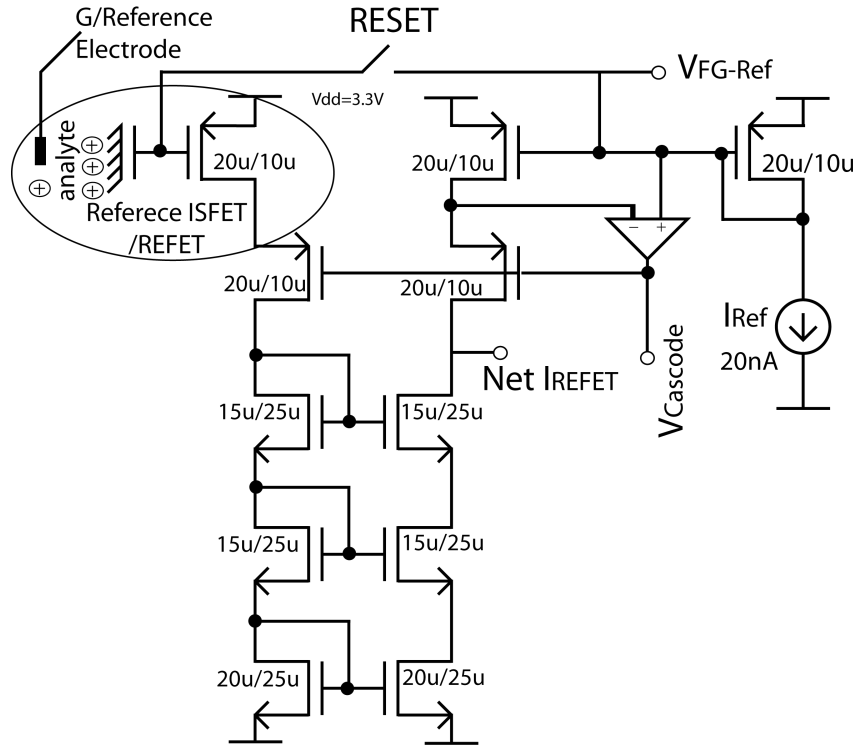 G/Reference
Electrode
RESET
VFG-Ref
Vdd=3.3V
analyte
20u/10u
20u/10u
20u/10u
Referece ISFET
/REFET
− +
20u/10u
20u/10u
IRef
20nA
VCascode
Net IREFET
15u/25u
15u/25u
15u/25u
15u/25u
20u/25u
20u/25u